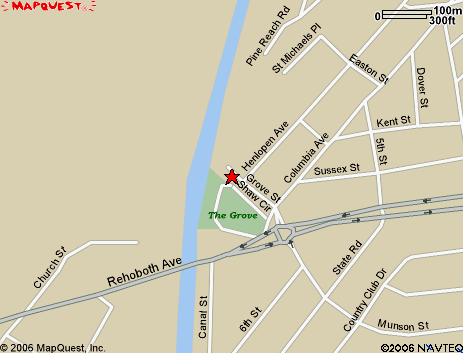 MAPQUEST
100m
300ft
Pine Reach Rd
St Michaels Pl
Easton St
Dover St
Kent St
5th St
Henlopen Ave
Columbia Ave
Sussex St
Grove St
Shaw Cir
The Grove
State Rd
Church St
Rehoboth Ave
Country Club Dr
Canal St
6th St
Munson St
© 2006 MapQuest, Inc.
©2006 NAVTEQ